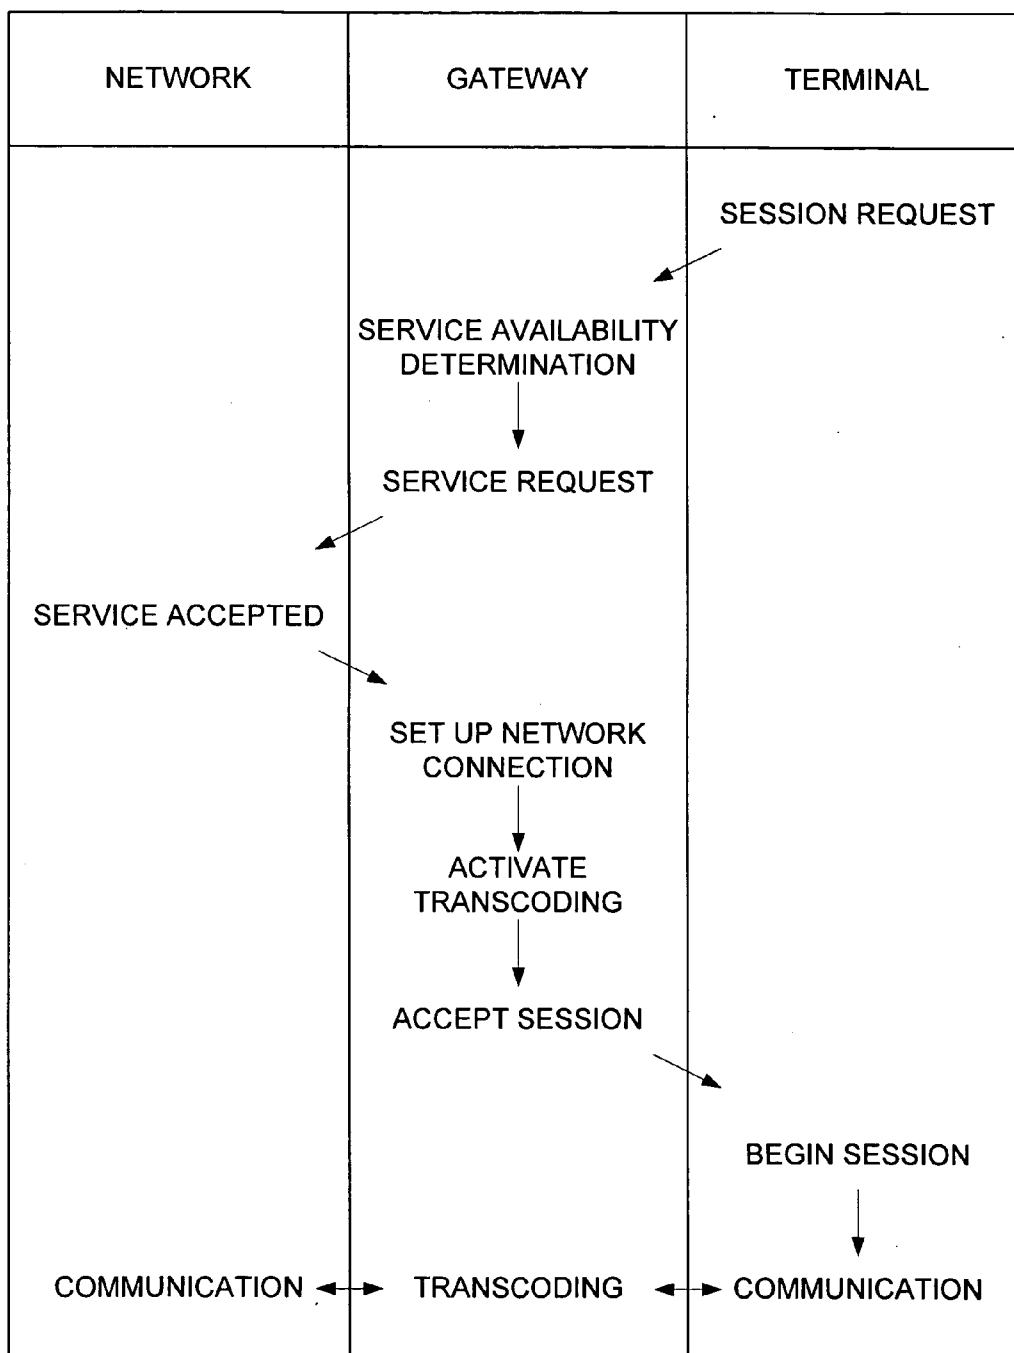 NETWORK
GATEWAY
TERMINAL
SESSION REQUEST
SERVICE AVAILABILITY
DETERMINATION
SERVICE REQUEST
SERVICE ACCEPTED
SET UP NETWORK
CONNECTION
ACTIVATE
TRANSCODING
ACCEPT SESSION
BEGIN SESSION
COMMUNICATION
TRANSCODING
COMMUNICATION